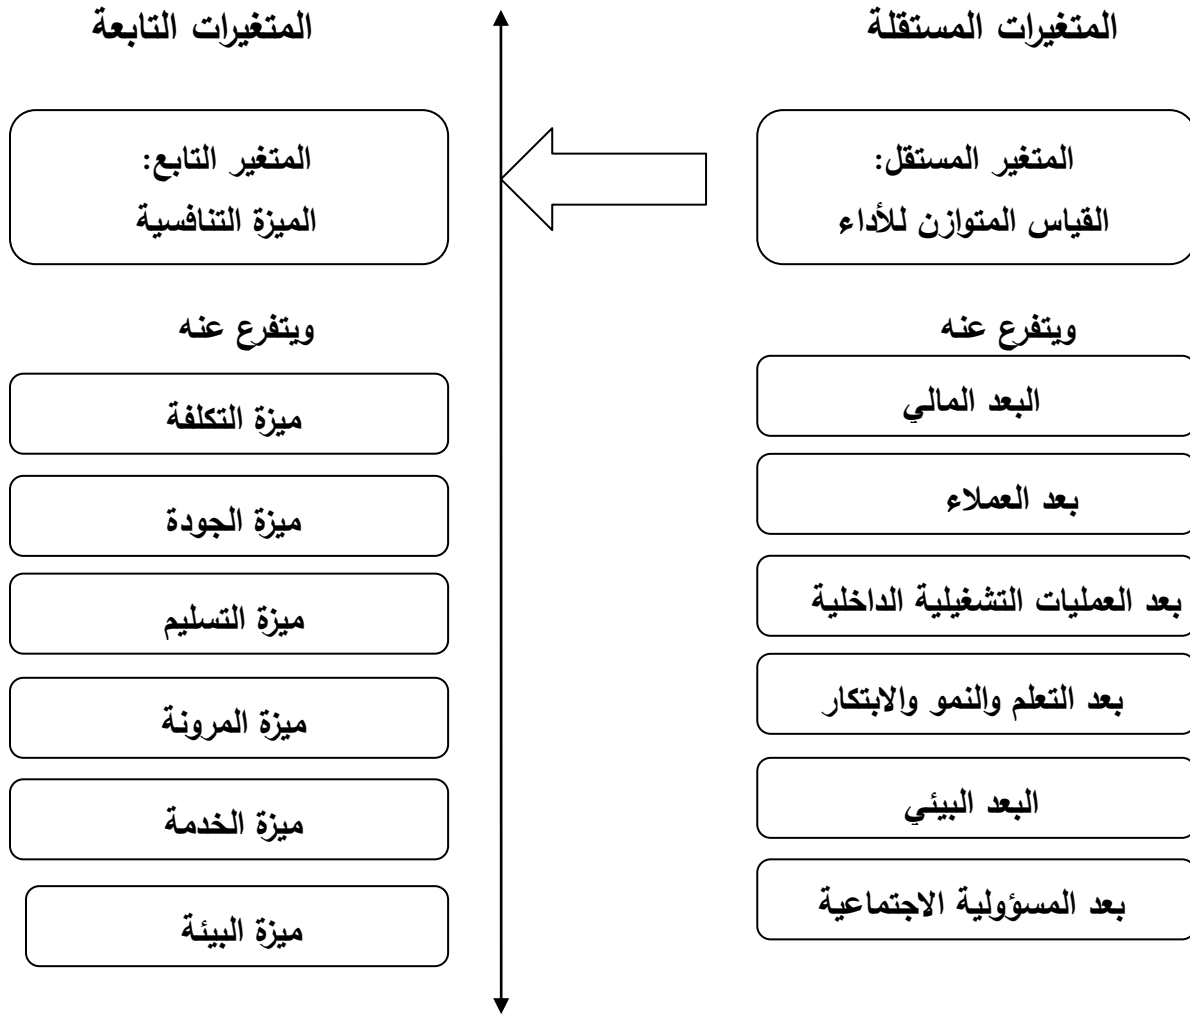 المتغيرات المستقلة
المتغيرات التابعة
المتغير المستقل:
القياس المتوازن للأداء
المتغير التابع:
الميزة التنافسية
ويتفرع عنه
البعد المالي
بعد العملاء
بعد العمليات التشغيلية الداخلية
بعد التعلم والنمو والابتكار
البعد البيئي
بعد المسؤولية الاجتماعية
ويتفرع عنه
ميزة التكلفة
ميزة الجودة
ميزة التسليم
ميزة المرونة
ميزة الخدمة
ميزة البيئة